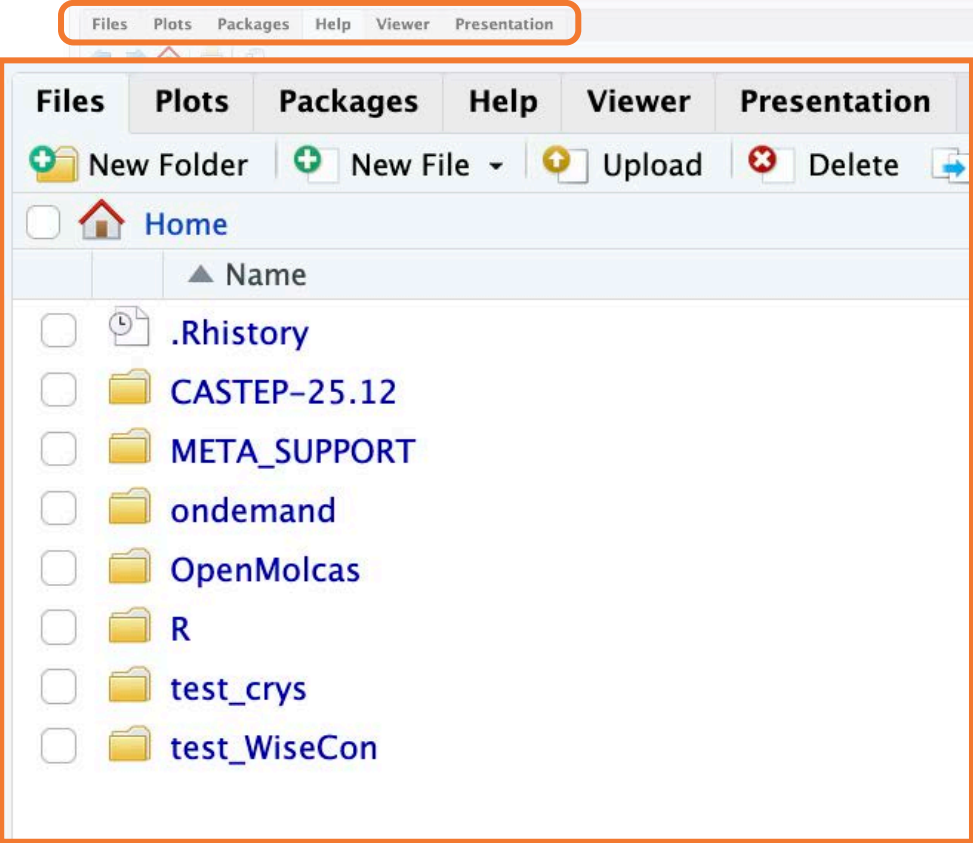 Files Plots Packages Help Viewer Presentation
Files Plots Packages Help Viewer Presentation
New Folder New File Upload Delete
Home
Name
.Rhistory
CASTEP-25.12
META_SUPPORT
ondemand
OpenMolcas
R
test_crys
test_WiseCon